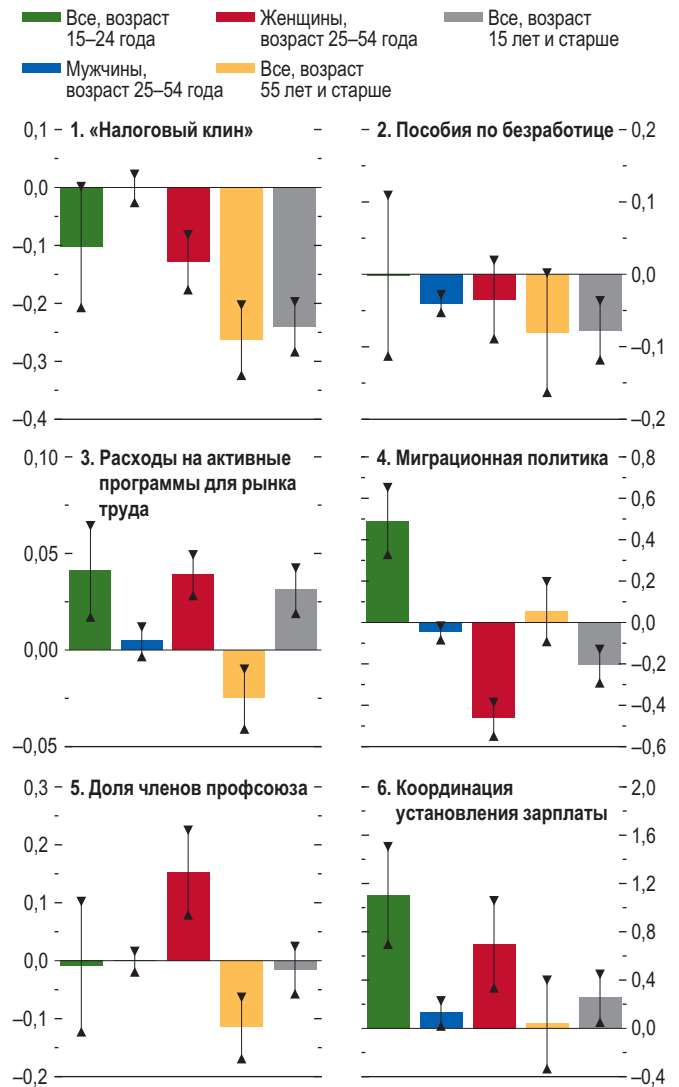 Все, возраст
15–24 года
Женщины,
возраст 25–54 года
Все, возраст
15 лет и старше
Мужчины,
возраст 25–54 года
Все, возраст
55 лет и старше
1. «Налоговый клин»
0,1
0,0
–0,1
–0,2
–0,3
–0,4
2. Пособия по безработице
0,2
0,1
0,0
–0,1
–0,2
3. Расходы на активные
программы для рынка
труда
0,10
0,05
0,00
–0,05
4. Миграционная политика
0,8
0,6
0,4
0,2
0,0
–0,2
–0,4
–0,6
5. Доля членов профсоюза
0,3
0,2
0,1
0,0
–0,1
–0,2
6. Координация
установления зарплаты
2,0
1,6
1,2
0,8
0,4
0,0
–0,4